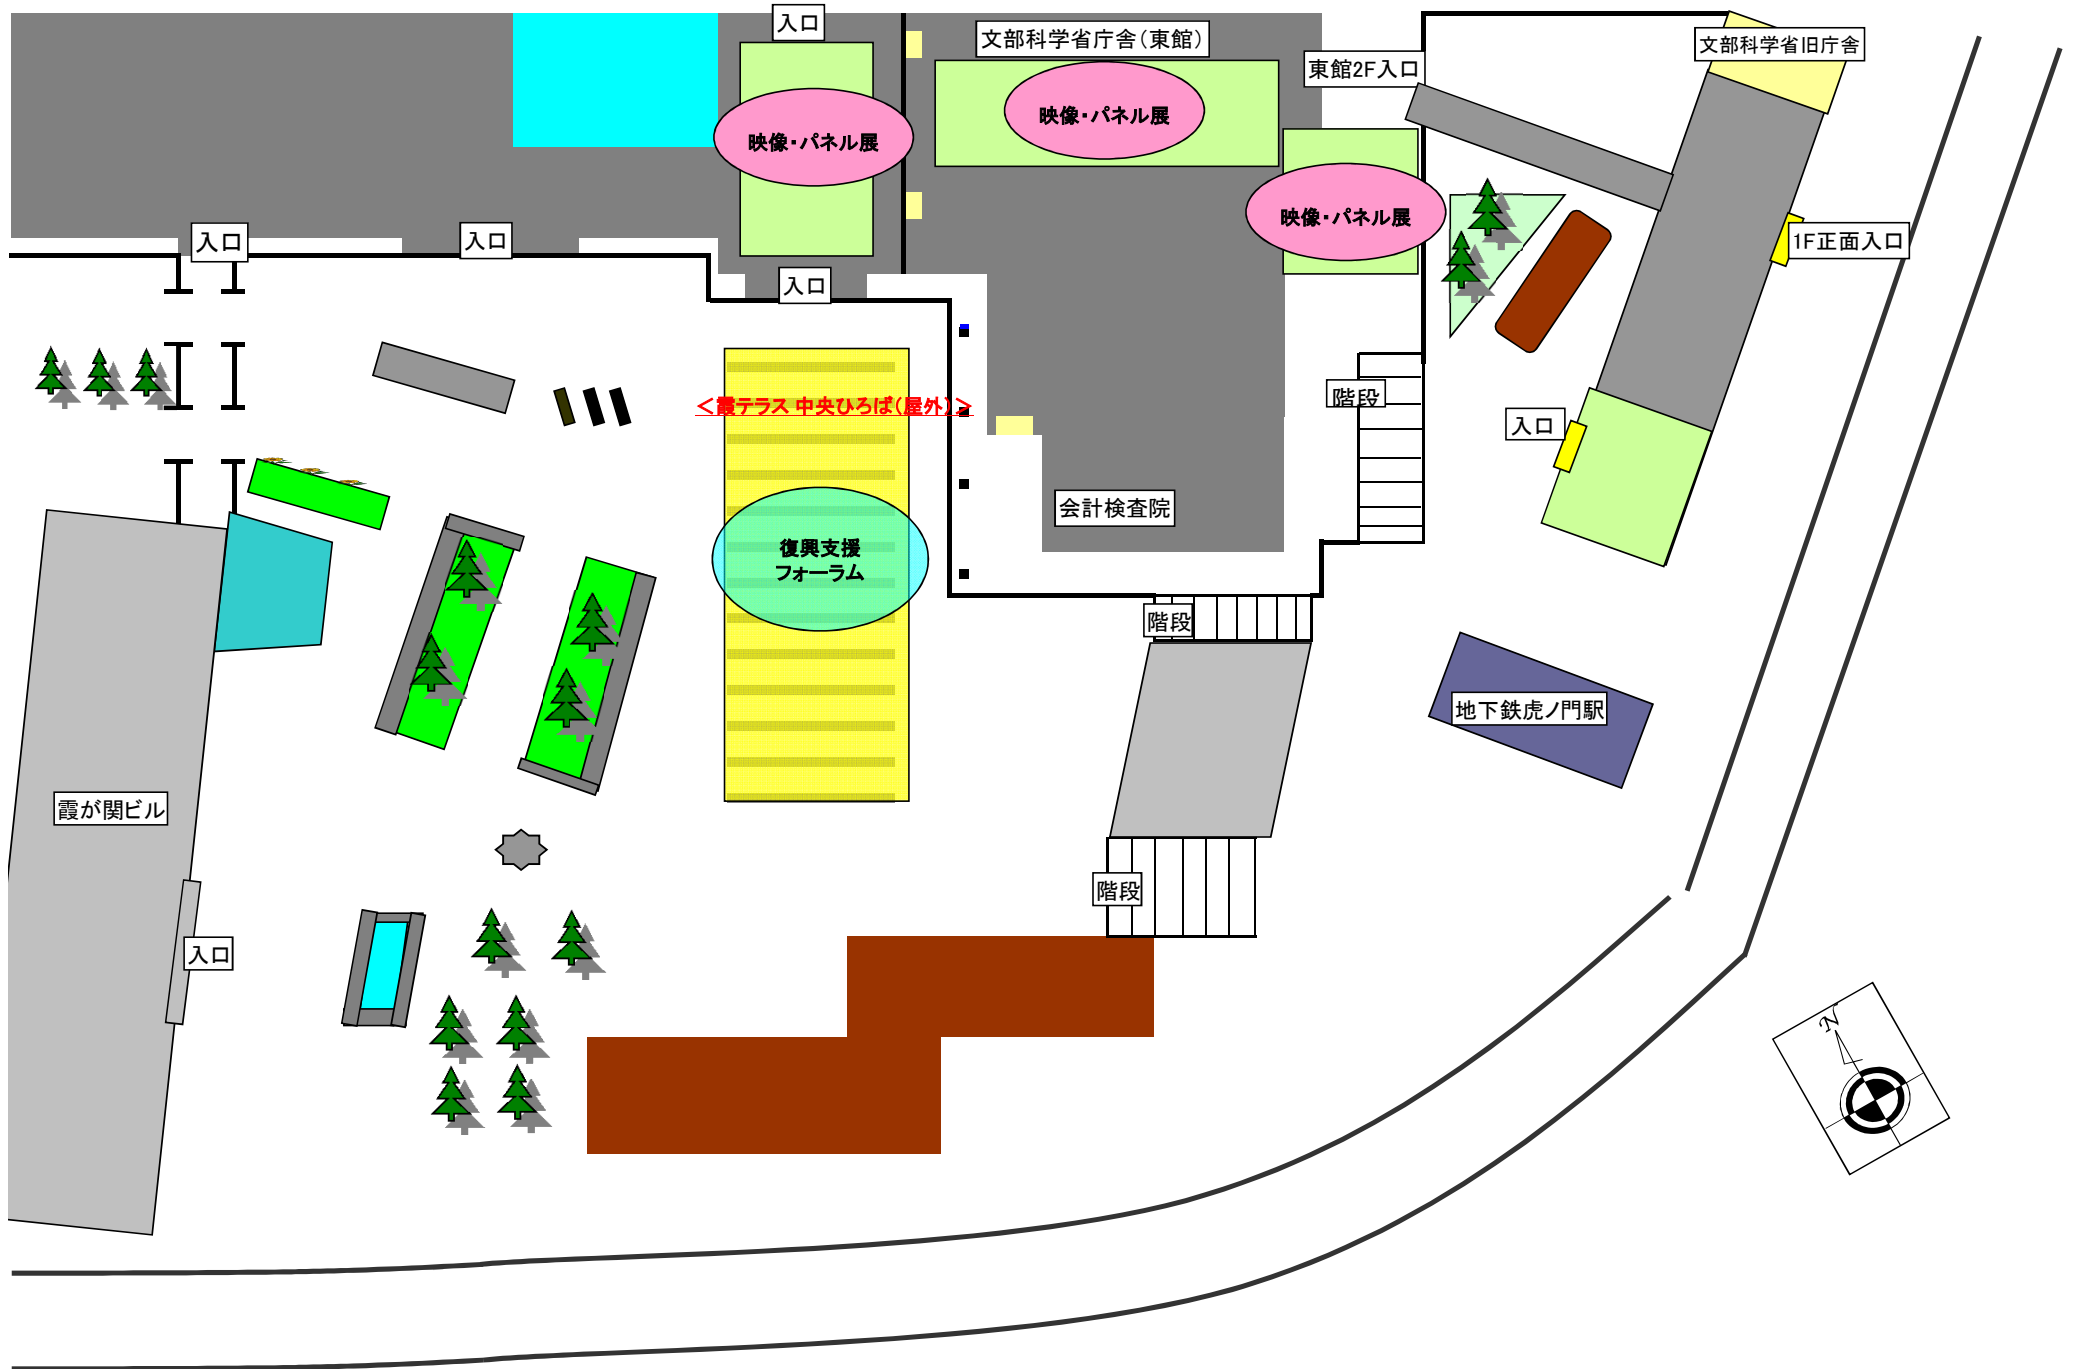 入口
文部科学省庁舎（東館）
文部科学省旧庁舎
東館2F入口
映像・パネル展
映像・パネル展
映像・パネル展
入口
入口
1F正面入口
入口
＜霞テラス 中央ひろば（屋外）＞
階段
入口
会計検査院
復興支援
フォーラム
階段
地下鉄虎ノ門駅
霞が関ビル
階段
入口
N